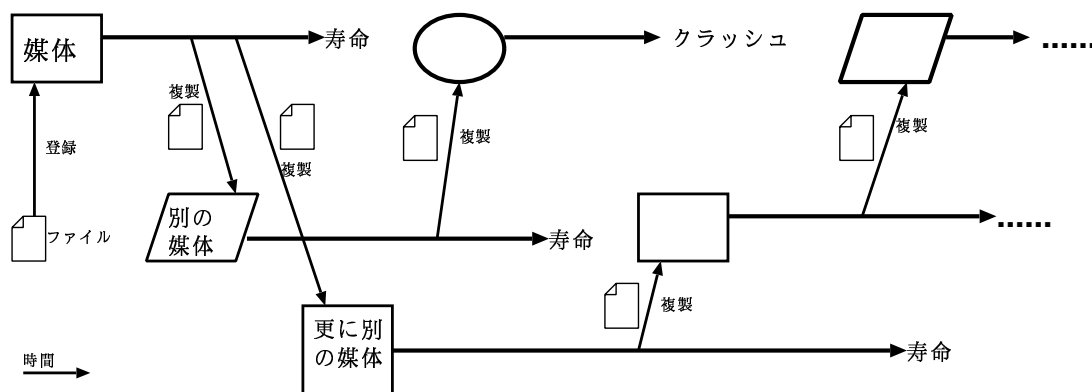 媒体
寿命
クラッシュ
......
複製
複製
複製
複製
登録
ファイル
別の
媒体
寿命
......
複製
更に別
の媒体
寿命
時間